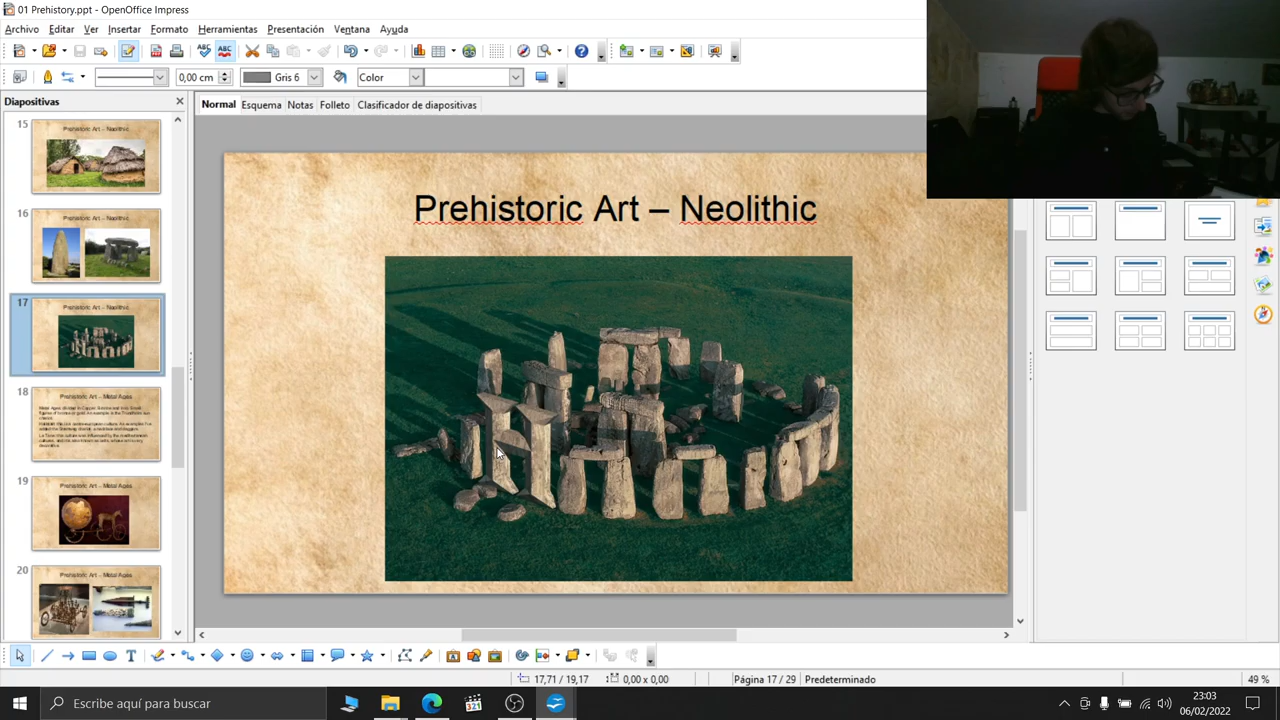 01 Prehistory.ppt - OpenOffice Impress
Archivo Editar Ver Insertar Formato Herramientas Presentación Ventana Ayuda
0,00 cm Gris 6 Color
Diapositivas
Normal Esquema Notas Folleto Clasificador de diapositivas
15
Prehistoric Art – Neolithic
16
Prehistoric Art – Neolithic
17
Prehistoric Art – Neolithic
18
Prehistoric Art – Metal Ages
19
Prehistoric Art – Metal Ages
20
Prehistoric Art – Metal Ages
Prehistoric Art – Neolithic
17,71 / 19,17 0,00 x 0,00 Página 17 / 29 Predeterminado 49 %
Escribe aquí para buscar
321
23:03
06/02/2022